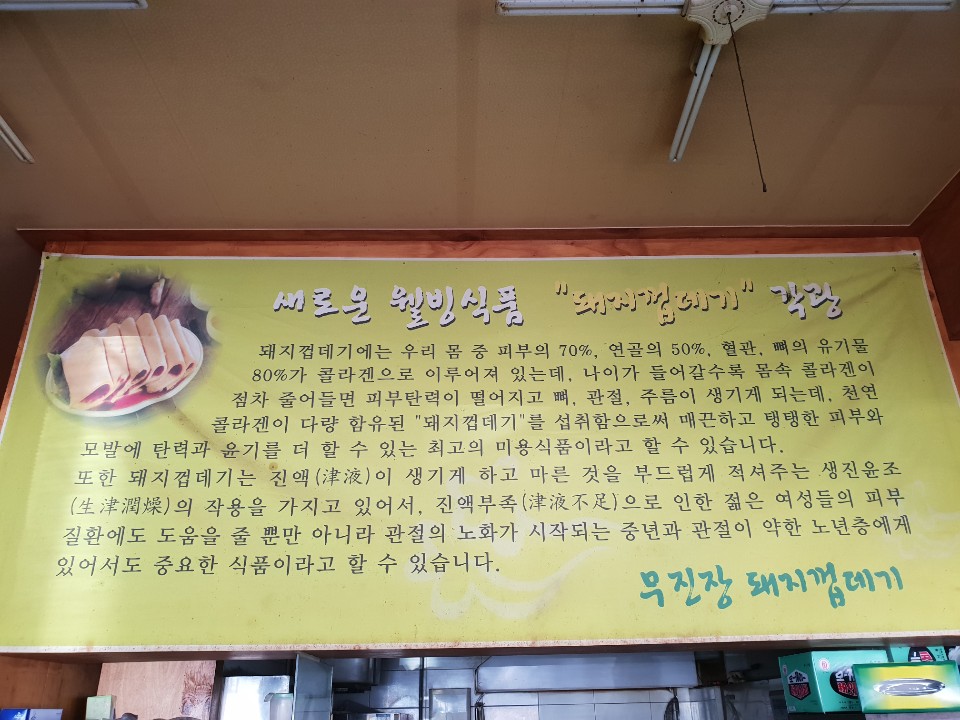 새로운 웰빙식품 "돼지껍데기" 각광
돼지껍데기에는 우리 몸 중 피부의 70%, 연골의 50%, 혈관, 뼈의 유기물
80%가 콜라겐으로 이루어져 있는데, 나이가 들어갈수록 몸속 콜라겐이
점차 줄어들면 피부탄력이 떨어지고 뼈, 관절, 주름이 생기게 되는데, 천연
콜라겐이 다량 함유된 "돼지껍데기"를 섭취함으로써 매끈하고 탱탱한 피부와
모발에 탄력과 윤기를 더 할 수 있는 최고의 미용식품이라고 할 수 있습니다.
또한 돼지껍데기는 진액(津液)이 생기게 하고 마른 것을 부드럽게 적셔주는 생진윤조
(生津潤燥)의 작용을 가지고 있어서, 진액부족(津液不足)으로 인한 젊은 여성들의 피부
질환에도 도움을 줄 뿐만 아니라 관절의 노화가 시작되는 중년과 관절이 약한 노년층에게
있어서도 중요한 식품이라고 할 수 있습니다.
무진장 돼지껍데기